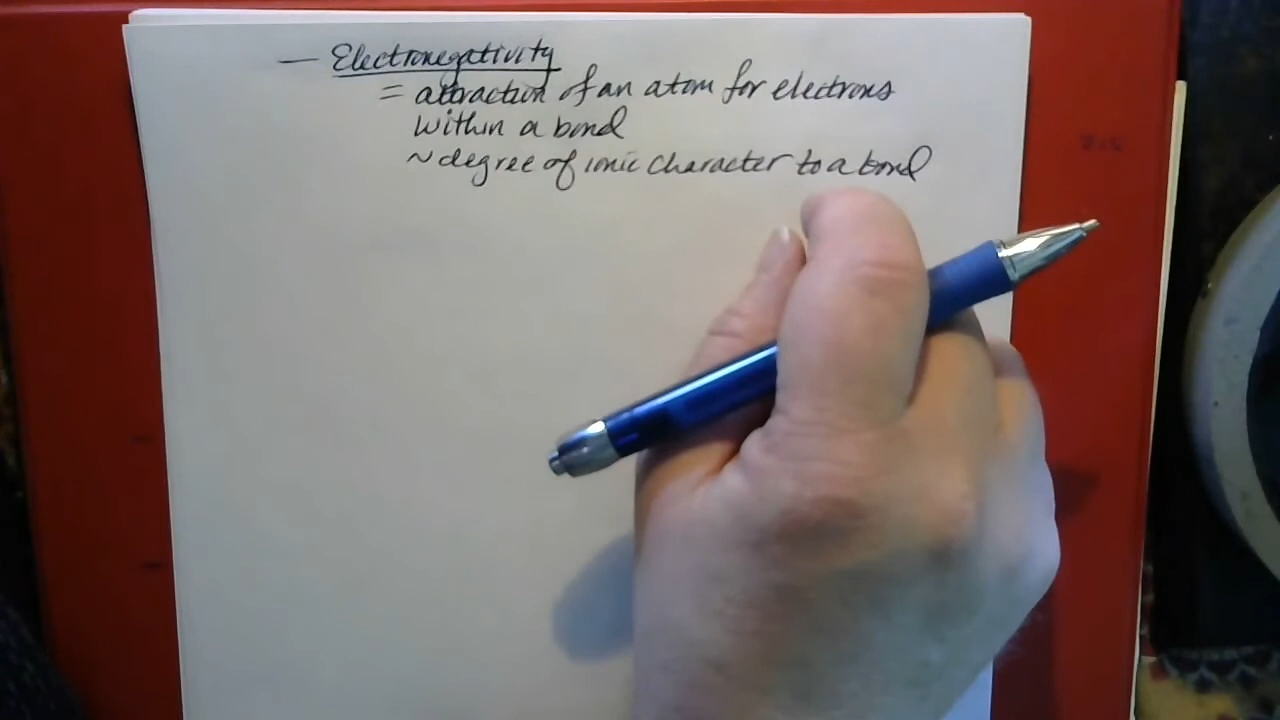 — Electronegativity
= attraction of an atom for electrons
within a bond
~ degree of ionic character to a bond